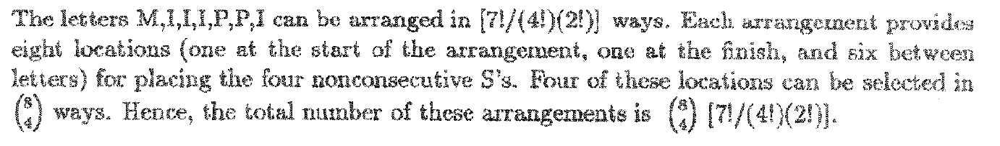 The letters M,I,I,I,P,P,I can be arranged in [7!/(4!)(2!)] ways. Each arrangement provides
eight locations (one at the start of the arrangement, one at the finish, and six between
letters) for placing the four nonconsecutive S's. Four of these locations can be selected in
(8 4) ways. Hence, the total number of these arrangements is (8 4) [7!/(4!)(2!)].